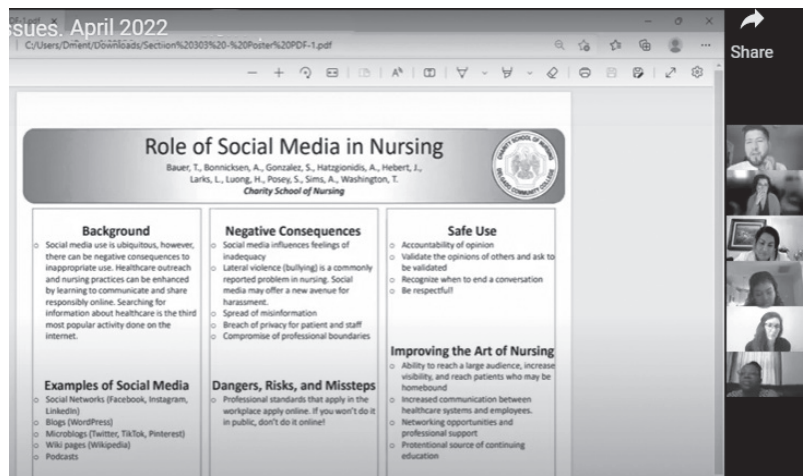 ssues. April 2022
C:/Users/Dment/Downloads/Sectiion%20303%20-%20Poster%20PDF-1.pdf
Share
Role of Social Media in Nursing
Bauer, T., Bonnicksen, A., Gonzalez, S., Hatzgionidis, A., Hebert, J.,
Larks, L., Luong, H., Posey, S., Sims, A., Washington, T.
Charity School of Nursing
CHARITY SCHOOL OF NURSING
DELGADO COMMUNITY COLLEGE
Background
o Social media use is ubiquitous, however,
there can be negative consequences to
inappropriate use. Healthcare outreach
and nursing practices can be enhanced
by learning to communicate and share
responsibly online. Searching for
information about healthcare is the third
most popular activity done on the
internet.
Examples of Social Media
o Social Networks (Facebook, Instagram,
LinkedIn)
o Blogs (WordPress)
o Microblogs (Twitter, TikTok, Pinterest)
o Wiki pages (Wikipedia)
o Podcasts
Negative Consequences
o Social media influences feelings of
inadequacy
o Lateral violence (bullying) is a commonly
reported problem in nursing. Social
media may offer a new avenue for
harassment.
o Spread of misinformation
o Breach of privacy for patient and staff
o Compromise of professional boundaries
Dangers, Risks, and Missteps
o Professional standards that apply in the
workplace apply online. If you won't do it
in public, don't do it online!
Safe Use
o Accountability of opinion
o Validate the opinions of others and ask to
be validated
o Recognize when to end a conversation
o Be respectful!
Improving the Art of Nursing
o Ability to reach a large audience, increase
visibility, and reach patients who may be
homebound
o Increased communication between
healthcare systems and employees.
o Networking opportunities and
professional support
o Protentional source of continuing
education